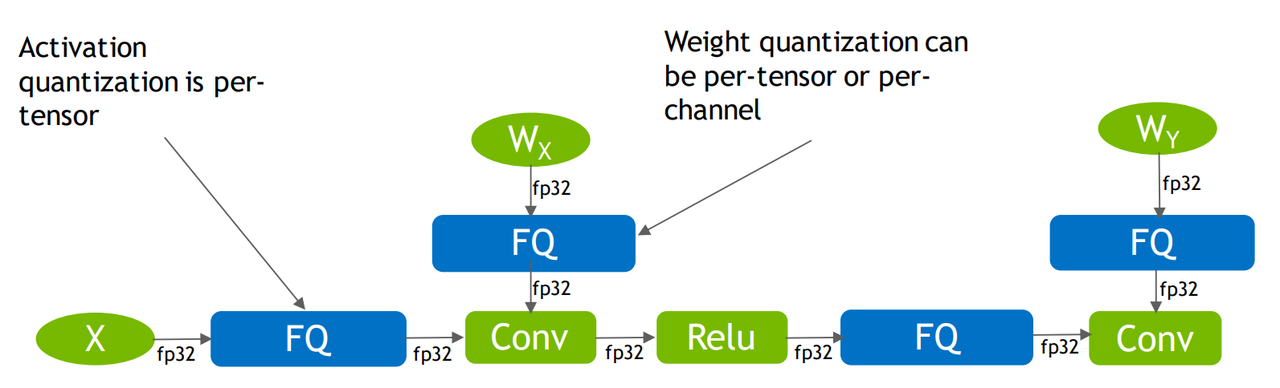 Activation
quantization is per-
tensor
Weight quantization can
be per-tensor or per-
channel
W_X
fp32
FQ
fp32
W_Y
fp32
FQ
fp32
X
fp32
FQ
fp32
Conv
fp32
Relu
fp32
FQ
fp32
Conv